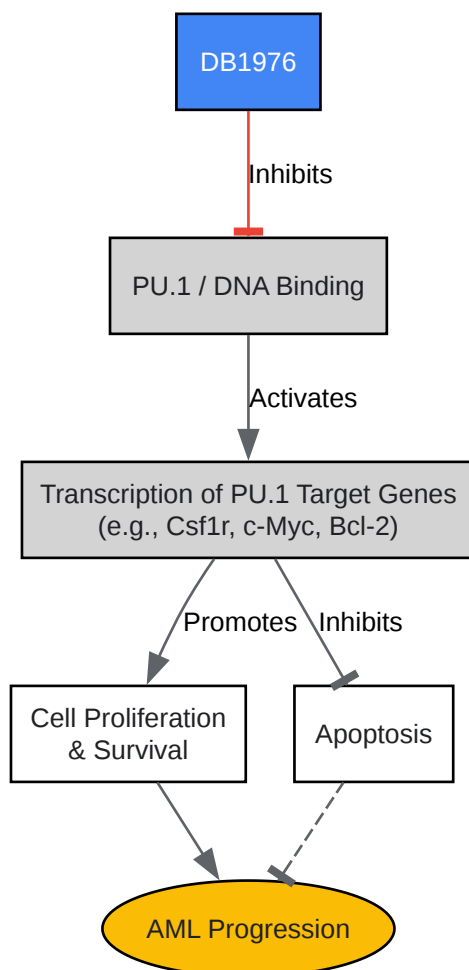 DB1976
Inhibits
PU.1 / DNA Binding
Activates
Transcription of PU.1 Target Genes
(e.g., Csf1r, c-Myc, Bcl-2)
Promotes
Inhibits
Cell Proliferation
& Survival
Apoptosis
AML Progression